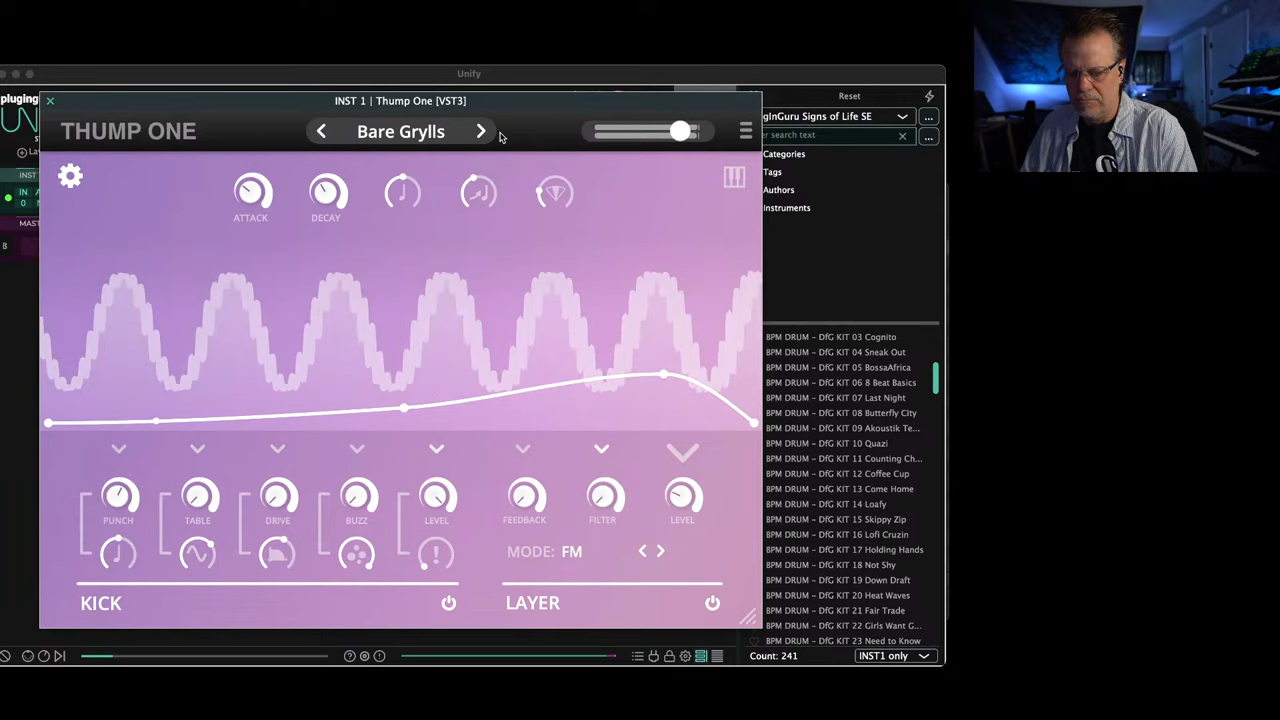 Unify
pluging
UN
Reset
INST 1 | Thump One [VST3]
gInGuru Signs of Life SE
...
THUMP ONE
Bare Grylls
er search text
...
Categories
Tags
Authors
Instruments
INST
IN
0
MAST
8
ATTACK
DECAY
BPM DRUM - DfG KIT 03 Cognito
BPM DRUM - DfG KIT 04 Sneak Out
BPM DRUM - DfG KIT 05 BossaAfrica
BPM DRUM - DfG KIT 06 8 Beat Basics
BPM DRUM - DfG KIT 07 Last Night
BPM DRUM - DfG KIT 08 Butterfly City
BPM DRUM - DfG KIT 09 Akoustik Te...
BPM DRUM - DfG KIT 10 Quazi
BPM DRUM - DfG KIT 11 Counting Ch...
BPM DRUM - DfG KIT 12 Coffee Cup
BPM DRUM - DfG KIT 13 Come Home
BPM DRUM - DfG KIT 14 Loafy
BPM DRUM - DfG KIT 15 Skippy Zip
BPM DRUM - DfG KIT 16 Lofi Cruzin
BPM DRUM - DfG KIT 17 Holding Hands
BPM DRUM - DfG KIT 18 Not Shy
BPM DRUM - DfG KIT 19 Down Draft
BPM DRUM - DfG KIT 20 Heat Waves
BPM DRUM - DfG KIT 21 Fair Trade
BPM DRUM - DfG KIT 22 Girls Want G...
BPM DRUM - DfG KIT 23 Need to Know
PUNCH
TABLE
DRIVE
BUZZ
LEVEL
FEEDBACK
FILTER
LEVEL
MODE: FM
KICK
LAYER
Count: 241
INST1 only